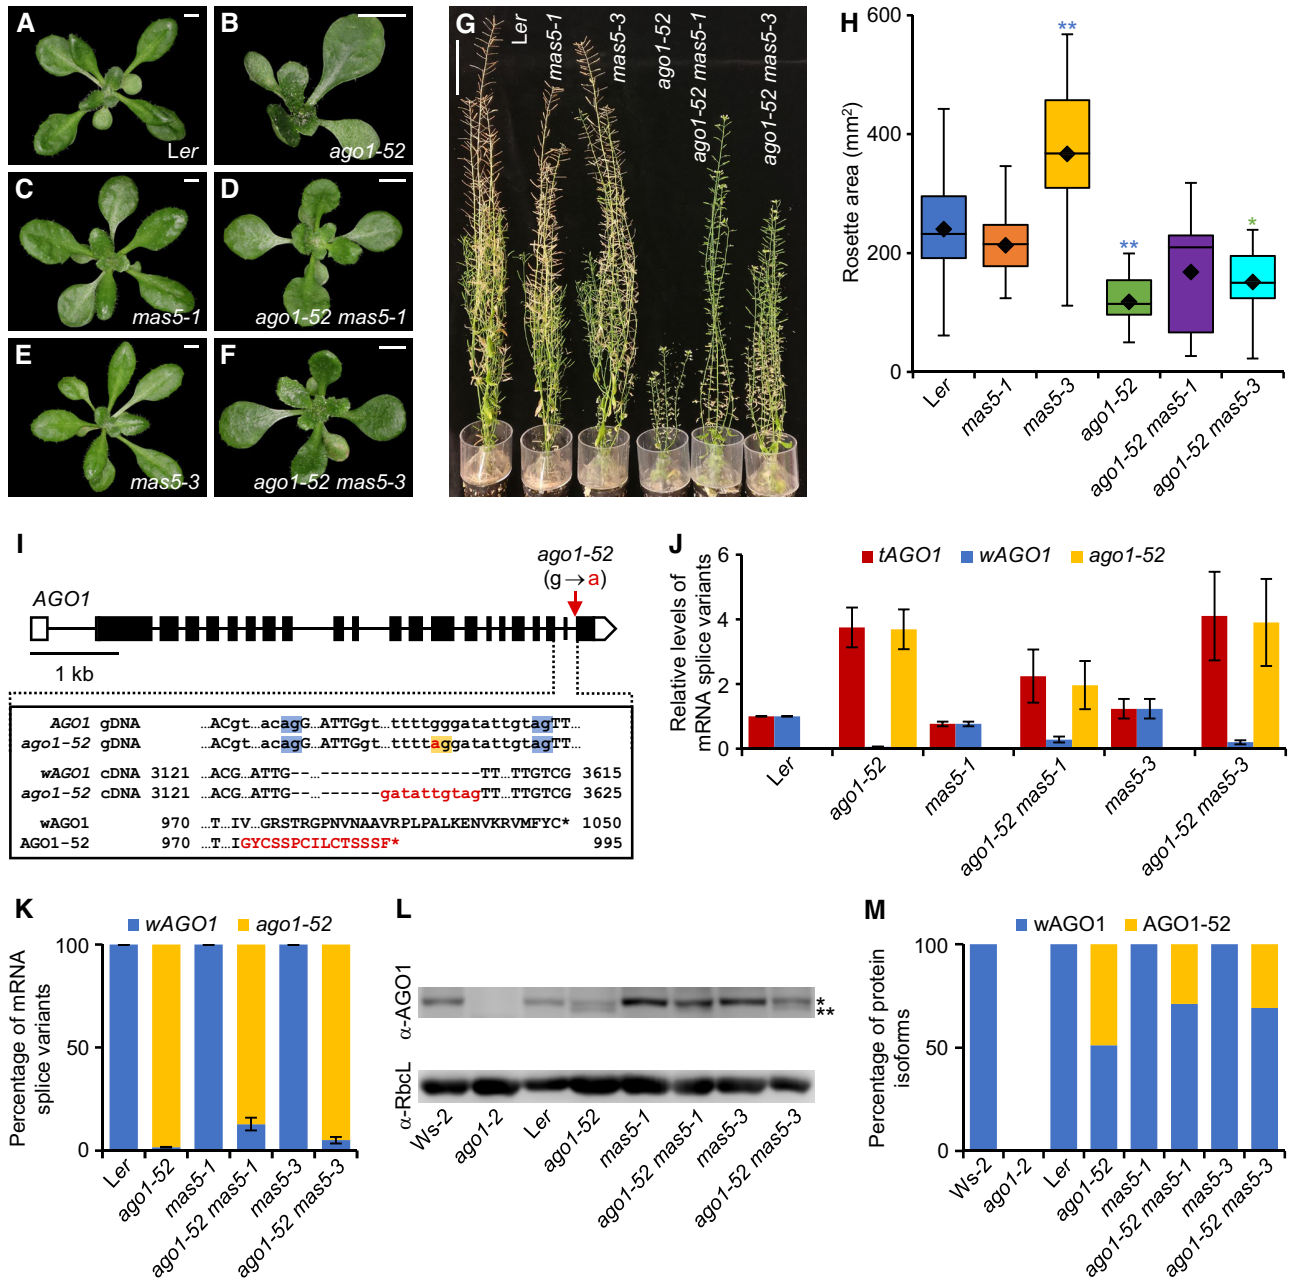 A
Ler
B
ago1-52
C
mas5-1
D
ago1-52 mas5-1
E
mas5-3
F
ago1-52 mas5-3
G
Ler
mas5-1
mas5-3
ago1-52
ago1-52 mas5-1
ago1-52 mas5-3
H
Rosette area (mm2)
600
400
200
0
**
**
*
Ler
mas5-1
mas5-3
ago1-52
ago1-52 mas5-1
ago1-52 mas5-3
I
ago1-52
(g→a)
AGO1
1 kb
AGO1 gDNA …ACgt…acagG…ATTGgt…ttttgggatattgtagTT…
ago1-52 gDNA …ACgt…acagG…ATTGgt…ttttaggatattgtagTT…
wAGO1 cDNA 3121 …ACG…ATTG--…-----------------TT…TTGTCG 3615
ago1-52 cDNA 3121 …ACG…ATTG--…-------gatattgtagTT…TTGTCG 3625
wAGO1 970 …T…IV…GRSTRGPNVNAAVRPLPALKENVKRVMFYC* 1050
AGO1-52 970 …T…IGYCSSPCILCTSSSF* 995
J
Relative levels of
mRNA splice variants
tAGO1 wAGO1 ago1-52
6
4
2
0
Ler
ago1-52
mas5-1
ago1-52 mas5-1
mas5-3
ago1-52 mas5-3
K
Percentage of mRNA
splice variants
wAGO1 ago1-52
100
50
0
Ler
ago1-52
mas5-1
ago1-52 mas5-1
mas5-3
ago1-52 mas5-3
L
α-AGO1
*
**
α-RbcL
Ws-2
ago1-2
Ler
ago1-52
mas5-1
ago1-52 mas5-1
mas5-3
ago1-52 mas5-3
M
Percentage of protein
isoforms
wAGO1 AGO1-52
100
50
0
Ws-2
ago1-2
Ler
ago1-52
mas5-1
ago1-52 mas5-1
mas5-3
ago1-52 mas5-3